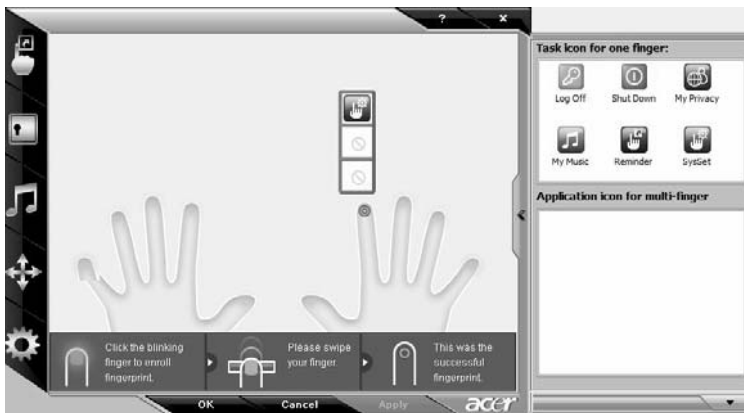 ? x
Task icon for one finger:
Log Off Shut Down My Privacy
My Music Reminder SysSet
Application icon for multi-finger
Click the blinking
finger to enroll
fingerprint.
Please swipe
your finger.
This was the
successful
fingerprint.
OK Cancel Apply acer